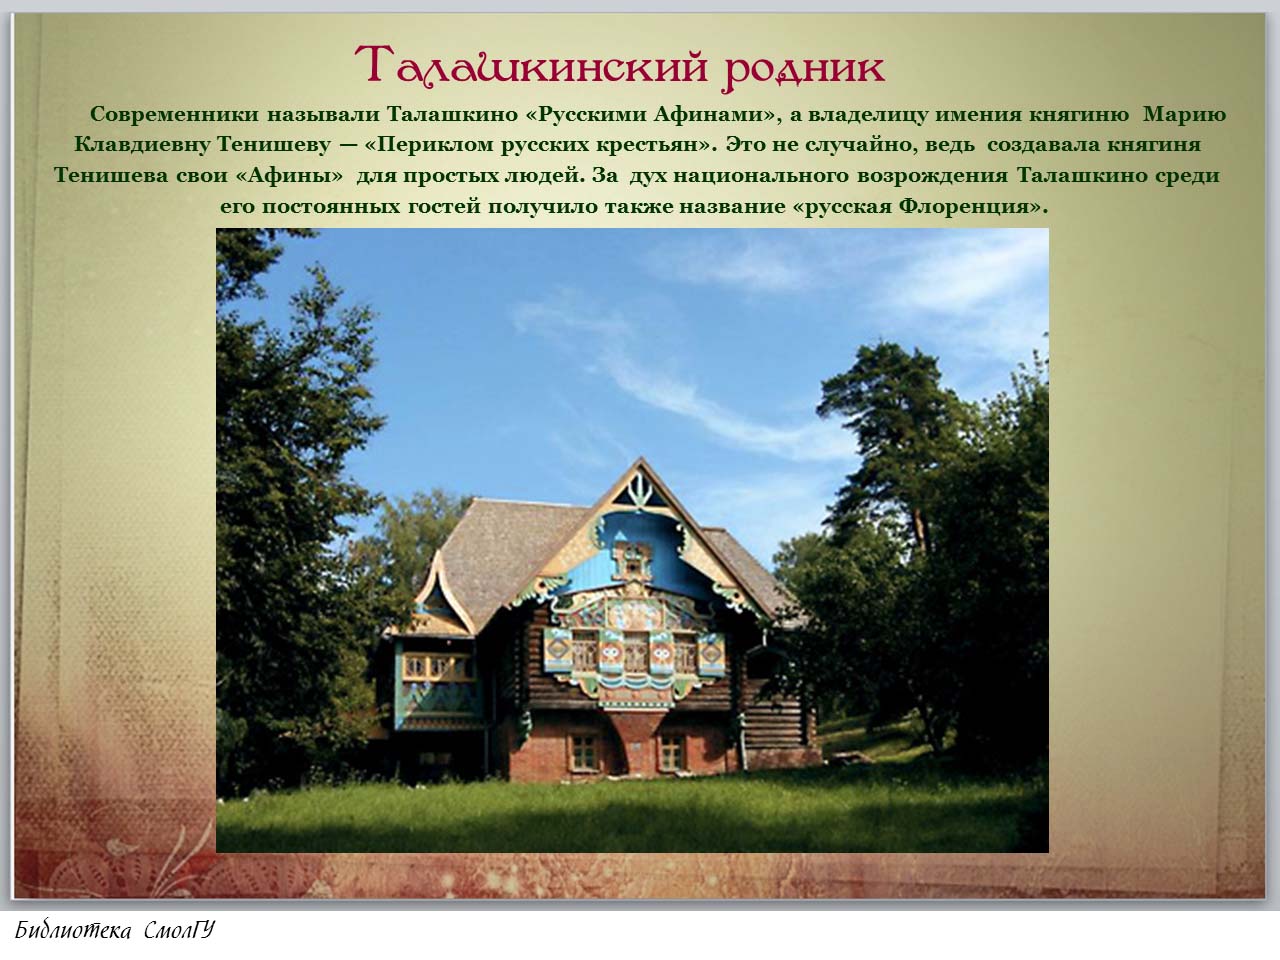 Талашкинский родник
Современники называли Талашкино «Русскими Афинами», а владелицу имения княгиню Марию
Клавдиевну Тенишеву — «Периклом русских крестьян». Это не случайно, ведь создавала княгиня
Тенишева свои «Афины» для простых людей. За дух национального возрождения Талашкино среди
его постоянных гостей получило также название «русская Флоренция».
Библиотека СмолГУ